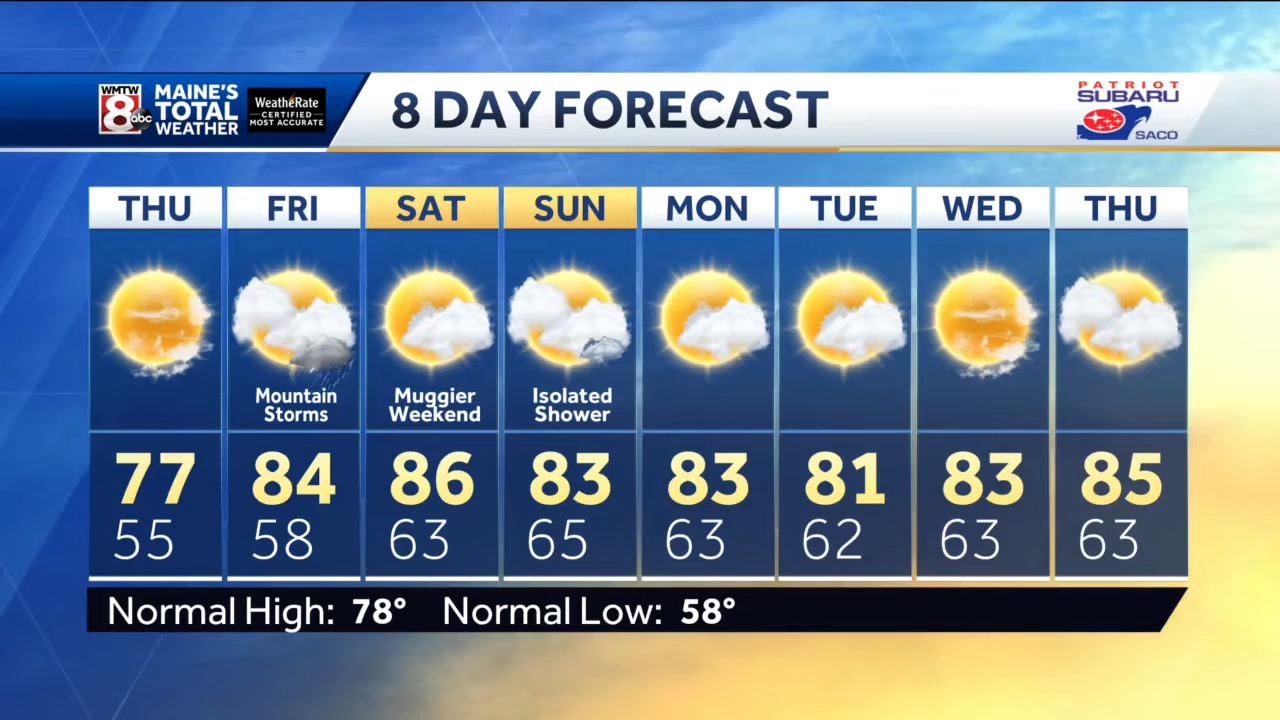 WMTW
8
abc
MAINE'S
TOTAL
WEATHER
WeatheRate
CERTIFIED
MOST ACCURATE
8 DAY FORECAST
PATRIOT
SUBARU
SACO
THU FRI SAT SUN MON TUE WED THU
Mountain
Storms
Muggier
Weekend
Isolated
Shower
77 84 86 83 83 81 83 85
55 58 63 65 63 62 63 63
Normal High: 78° Normal Low: 58°